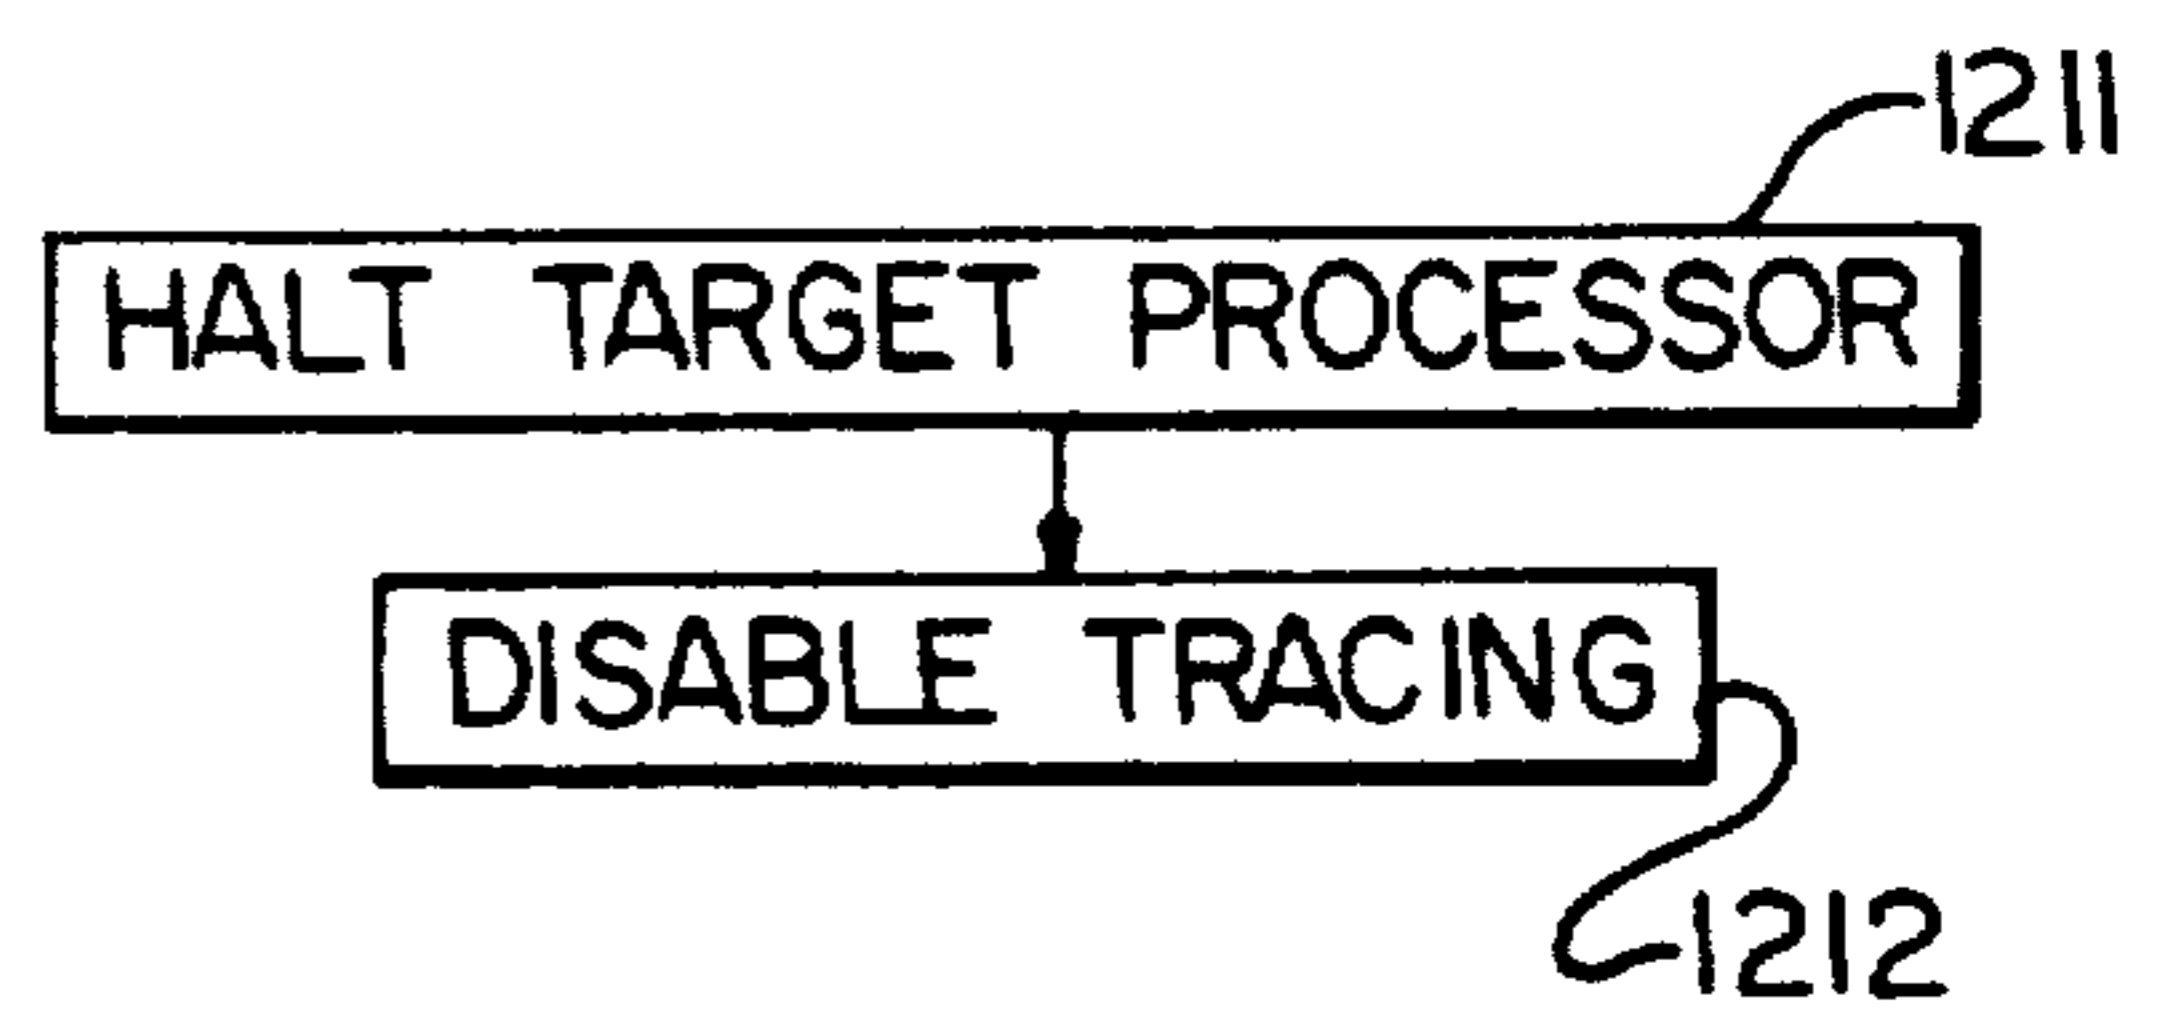 1211
HALT TARGET PROCESSOR
DISABLE TRACING
1212